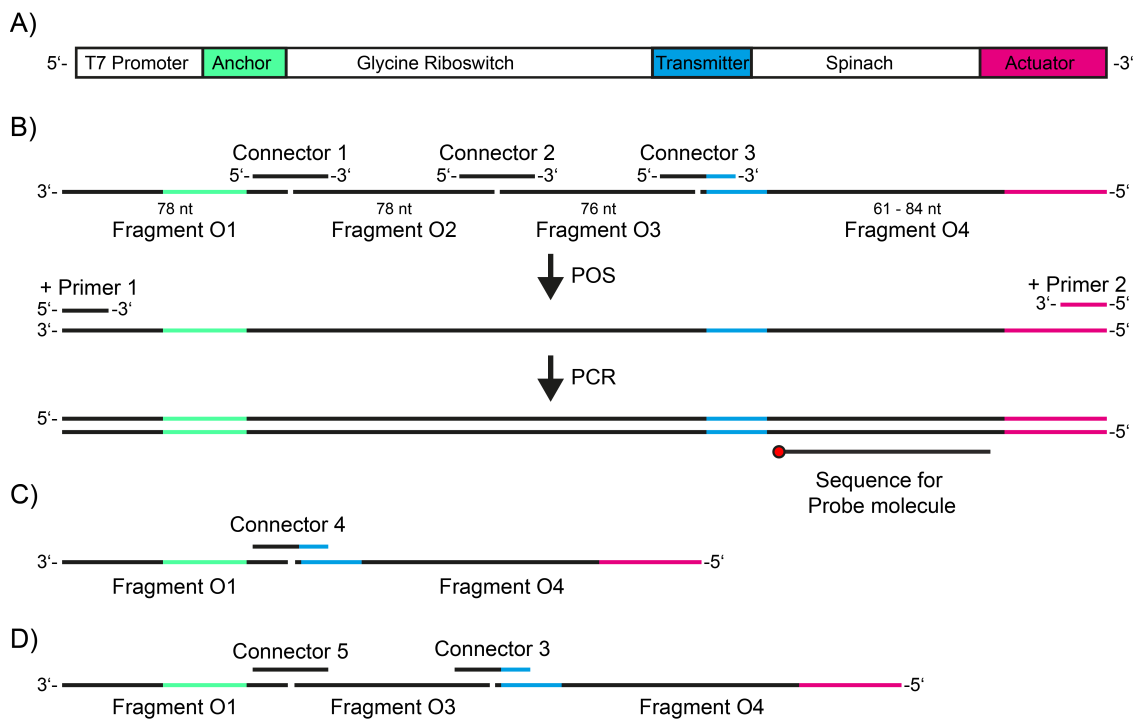 A)
5‘- T7 Promoter Anchor Glycine Riboswitch Transmitter Spinach Actuator -3‘
B)
Connector 1 Connector 2 Connector 3
5‘- -3‘ 5‘- -3‘ 5‘- -3‘
3‘- -5‘
78 nt 78 nt 76 nt 61 - 84 nt
Fragment O1 Fragment O2 Fragment O3 Fragment O4
POS
+ Primer 1 + Primer 2
5‘- -3‘ 3‘- -5‘
3‘- -5‘
PCR
5‘-
-5‘
Sequence for
Probe molecule
C)
Connector 4
3‘- -5‘
Fragment O1 Fragment O4
D)
Connector 5 Connector 3
3‘- -5‘
Fragment O1 Fragment O3 Fragment O4